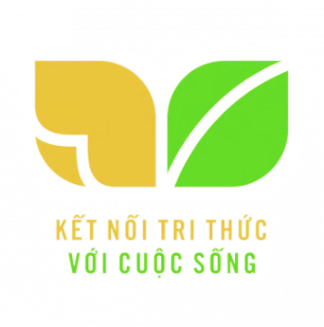 KẾT NỐI TRI THỨC
VỚI CUỘC SỐNG